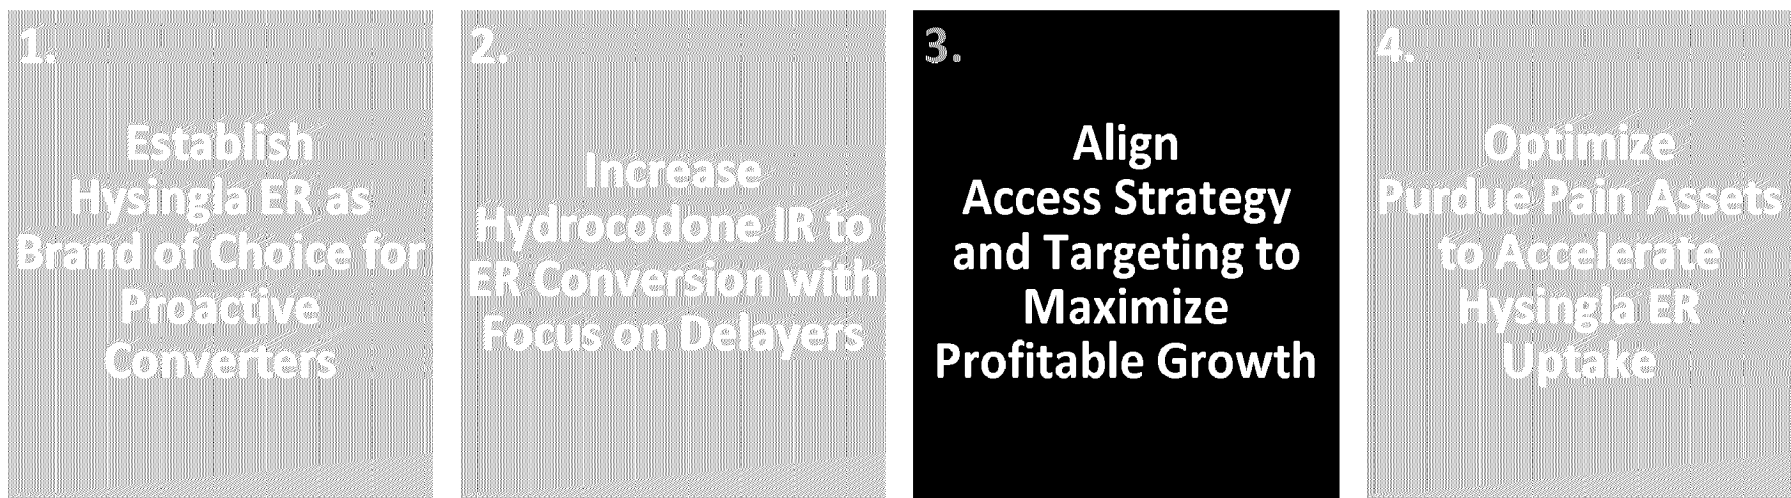 1.
Establish
Hysingla ER as
Brand of Choice for
Proactive
Converters
2.
Increase
Hydrocodone IR to
ER Conversion with
Focus on Delayers
3.
Align
Access Strategy
and Targeting to
Maximize
Profitable Growth
4.
Optimize
Purdue Pain Assets
to Accelerate
Hysingla ER
Uptake